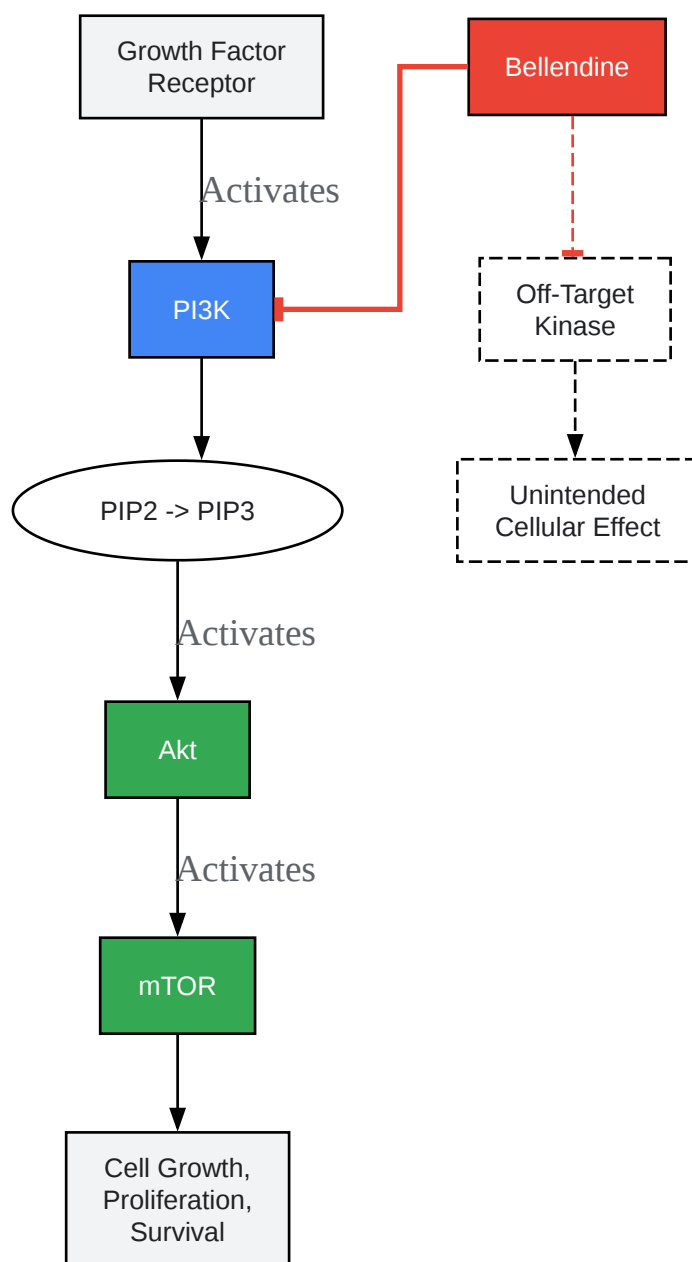 Growth Factor
Receptor
Bellendine
Activates
PI3K
Off-Target
Kinase
PIP2 -> PIP3
Unintended
Cellular Effect
Activates
Akt
Activates
mTOR
Cell Growth,
Proliferation,
Survival